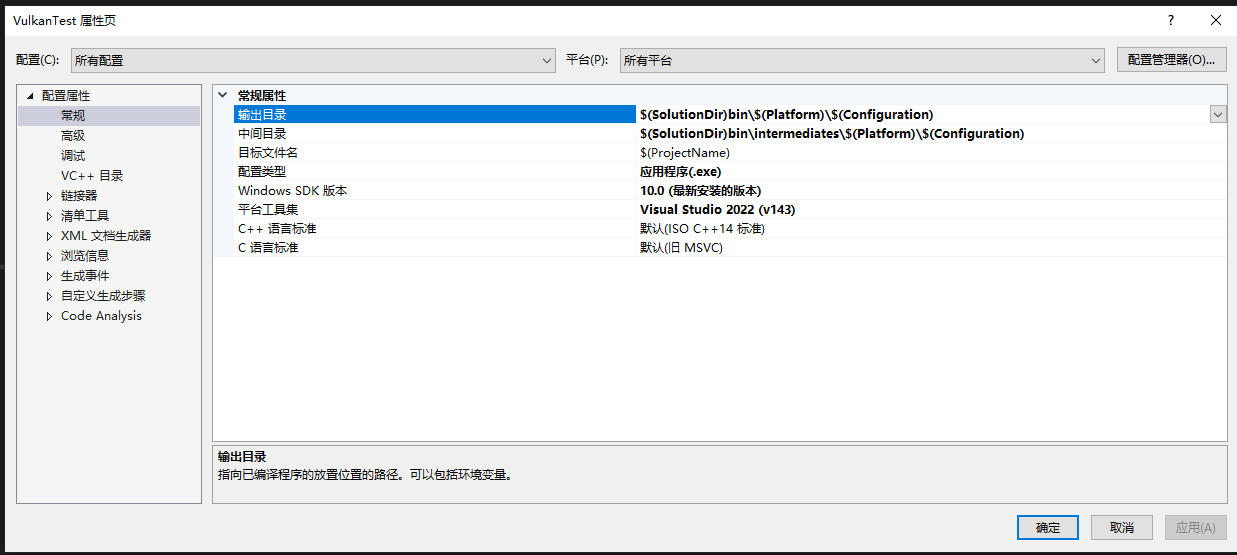 VulkanTest 属性页
配置(C): 所有配置 平台(P): 所有平台 配置管理器(O)...
配置属性
常规
高级
调试
VC++ 目录
链接器
清单工具
XML 文档生成器
浏览信息
生成事件
自定义生成步骤
Code Analysis
常规属性
输出目录 $(SolutionDir)bin\$(Platform)\$(Configuration)
中间目录 $(SolutionDir)bin\intermediates\$(Platform)\$(Configuration)
目标文件名 $(ProjectName)
配置类型 应用程序(.exe)
Windows SDK 版本 10.0 (最新安装的版本)
平台工具集 Visual Studio 2022 (v143)
C++ 语言标准 默认(ISO C++14 标准)
C 语言标准 默认(旧 MSVC)
输出目录
指向已编译程序的放置位置的路径。可以包括环境变量。
确定 取消 应用(A)